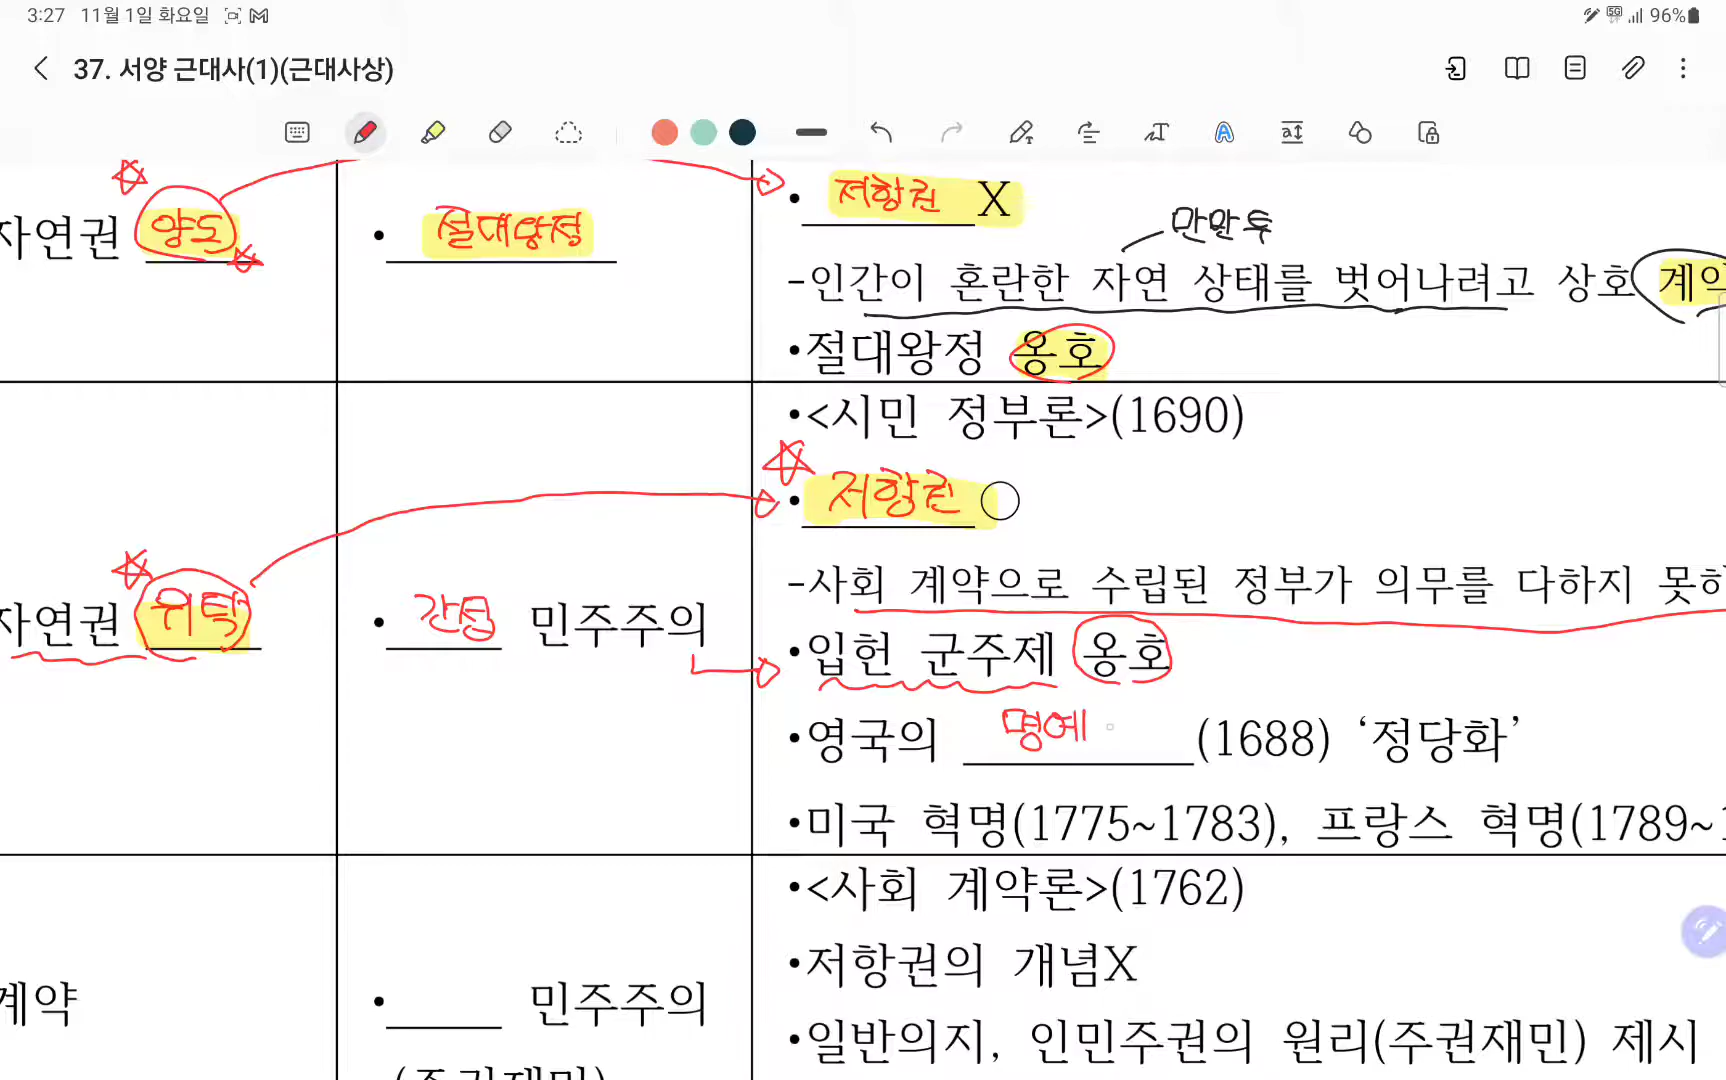 3:27 11월 1일 화요일
5G 96%
37. 서양 근대사(1)(근대사상)
자연권 양도
• 절대왕정
• 저항권 X
만만투
-인간이 혼란한 자연 상태를 벗어나려고 상호 계약
•절대왕정 옹호
•<시민 정부론>(1690)
• 저항권
-사회 계약으로 수립된 정부가 의무를 다하지 못하
자연권 위탁
• 간접 민주주의
•입헌 군주제 옹호
•영국의 명예 (1688) ‘정당화’
•미국 혁명(1775~1783), 프랑스 혁명(1789~1
•<사회 계약론>(1762)
•저항권의 개념X
계약
• 민주주의
•일반의지, 인민주권의 원리(주권재민) 제시
(주권재민)